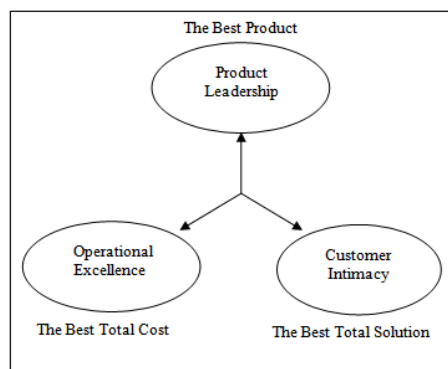 The Best Product
Product
Leadership
Operational
Excellence
Customer
Intimacy
The Best Total Cost
The Best Total Solution